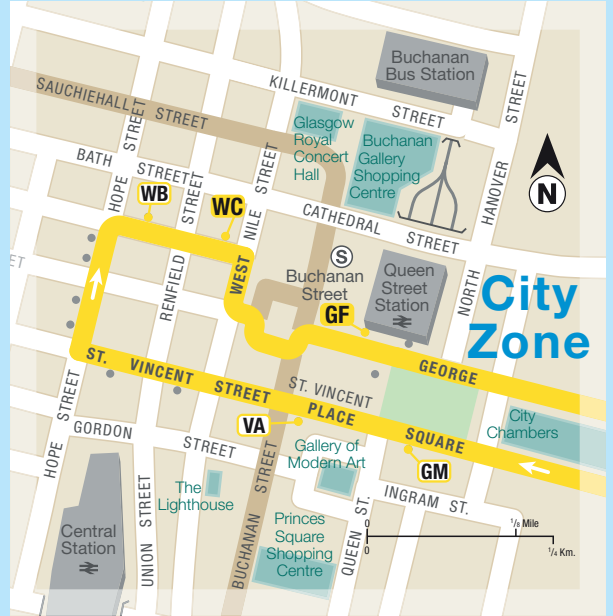 Buchanan
Bus Station
KILLERMONT STREET
SAUCHIEHALL STREET
Glasgow
Royal
Concert
Hall
Buchanan
Gallery
Shopping
Centre
HANOVER STREET
N
BATH STREET
HOPE STREET
WB
WC
RENFIELD STREET
WEST NILE STREET
CATHEDRAL STREET
S
Buchanan
Street
Queen
Street
Station
NORTH
City
Zone
ET
GF
GEORGE
ST. VINCENT STREET
ST. VINCENT
PLACE
SQUARE
City
Chambers
HOPE STREET
GORDON STREET
VA
Gallery of
Modern Art
GM
The
Lighthouse
INGRAM ST.
Central
Station
UNION STREET
BUCHANAN STREET
Princes
Square
Shopping
Centre
QUEEN ST.
0
1/8 Mile
0
1/4 Km.